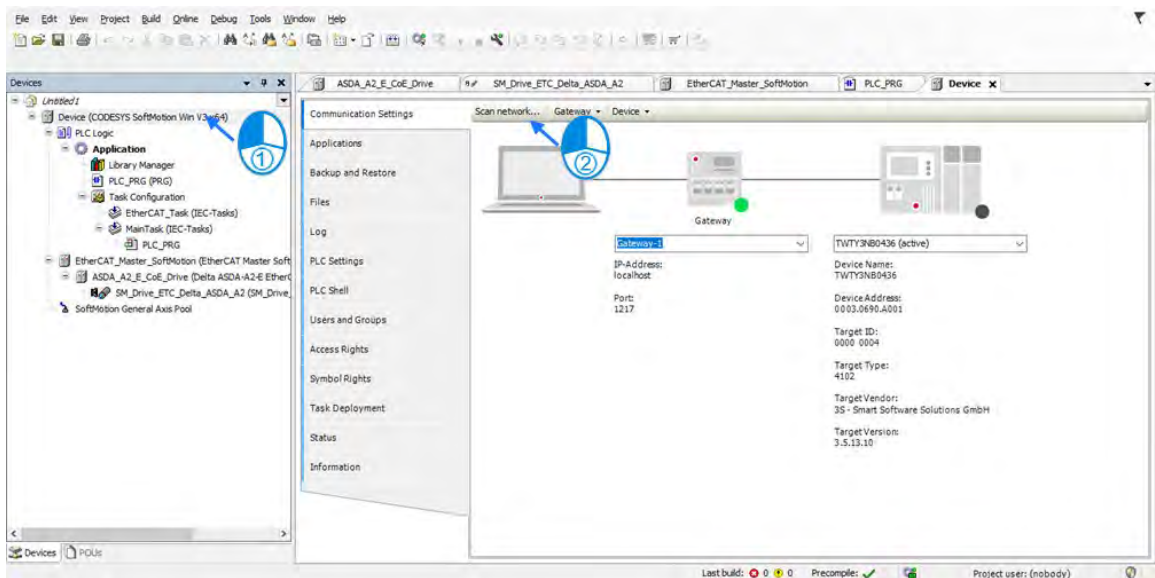 File Edit View Project Build Online Debug Tools Window Help
Devices
ASDA_A2_E_CoE_Drive
SM_Drive_ETC_Delta_ASDA_A2
EtherCAT_Master_SoftMotion
PLC_PRG
Device
Untitled1
Device (CODESYS SoftMotion Win V3 x64)
PLC Logic
Application
Library Manager
PLC_PRG (PRG)
Task Configuration
EtherCAT_Task (IEC-Tasks)
MainTask (IEC-Tasks)
PLC_PRG
EtherCAT_Master_SoftMotion (EtherCAT Master Soft
ASDA_A2_E_CoE_Drive (Delta ASDA-A2-E EtherC
SM_Drive_ETC_Delta_ASDA_A2 (SM_Drive_
SoftMotion General Axis Pool
①
Devices POUs
Communication Settings
Applications
Backup and Restore
Files
Log
PLC Settings
PLC Shell
Users and Groups
Access Rights
Symbol Rights
Task Deployment
Status
Information
Scan network... Gateway Device
②
Gateway
Gateway-1
IP-Address:
localhost
Port:
1217
TWTY3NB0436 (active)
Device Name:
TWTY3NB0436
Device Address:
0003.0690.A001
Target ID:
0000 0004
Target Type:
4102
Target Vendor:
3S - Smart Software Solutions GmbH
Target Version:
3.5.13.10
Last build: 0 0 Precompile: Project user: (nobody)